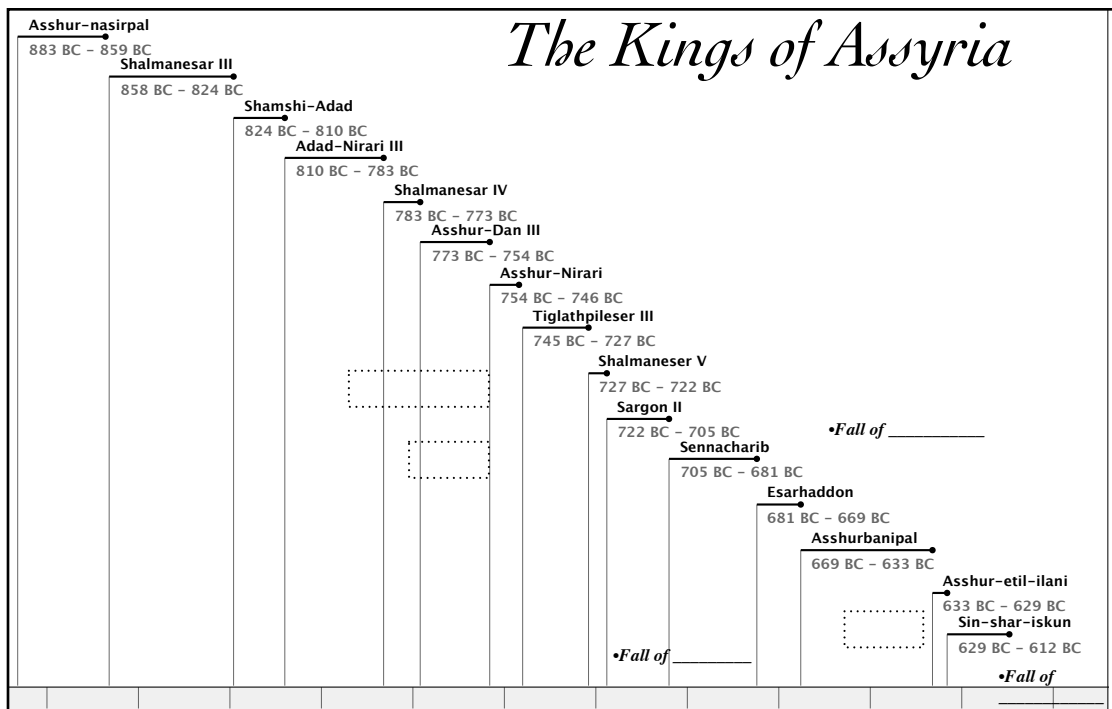 The Kings of Assyria
Asshur-nasirpal
883 BC – 859 BC
Shalmanesar III
858 BC – 824 BC
Shamshi-Adad
824 BC – 810 BC
Adad-Nirari III
810 BC – 783 BC
Shalmanesar IV
783 BC – 773 BC
Asshur-Dan III
773 BC – 754 BC
Asshur-Nirari
754 BC – 746 BC
Tiglathpileser III
745 BC – 727 BC
Shalmaneser V
727 BC – 722 BC
Sargon II
722 BC – 705 BC
•Fall of ___________
Sennacharib
705 BC – 681 BC
Esarhaddon
681 BC – 669 BC
Asshurbanipal
669 BC – 633 BC
Asshur-etil-ilani
633 BC – 629 BC
Sin-shar-iskun
629 BC – 612 BC
•Fall of _________
•Fall of
____________